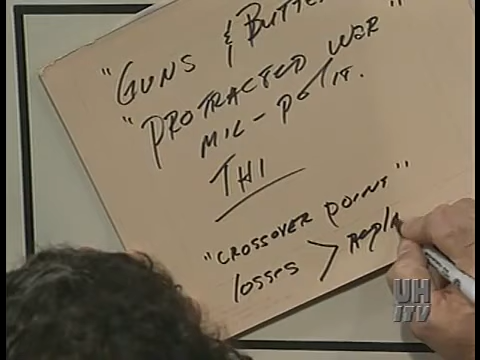 "GUNS & BUTTE
"PROTRACTED WAR"
MIL-POLIT.
THI
"CROSSOVER POINT"
losses > Repla
UH
ITV